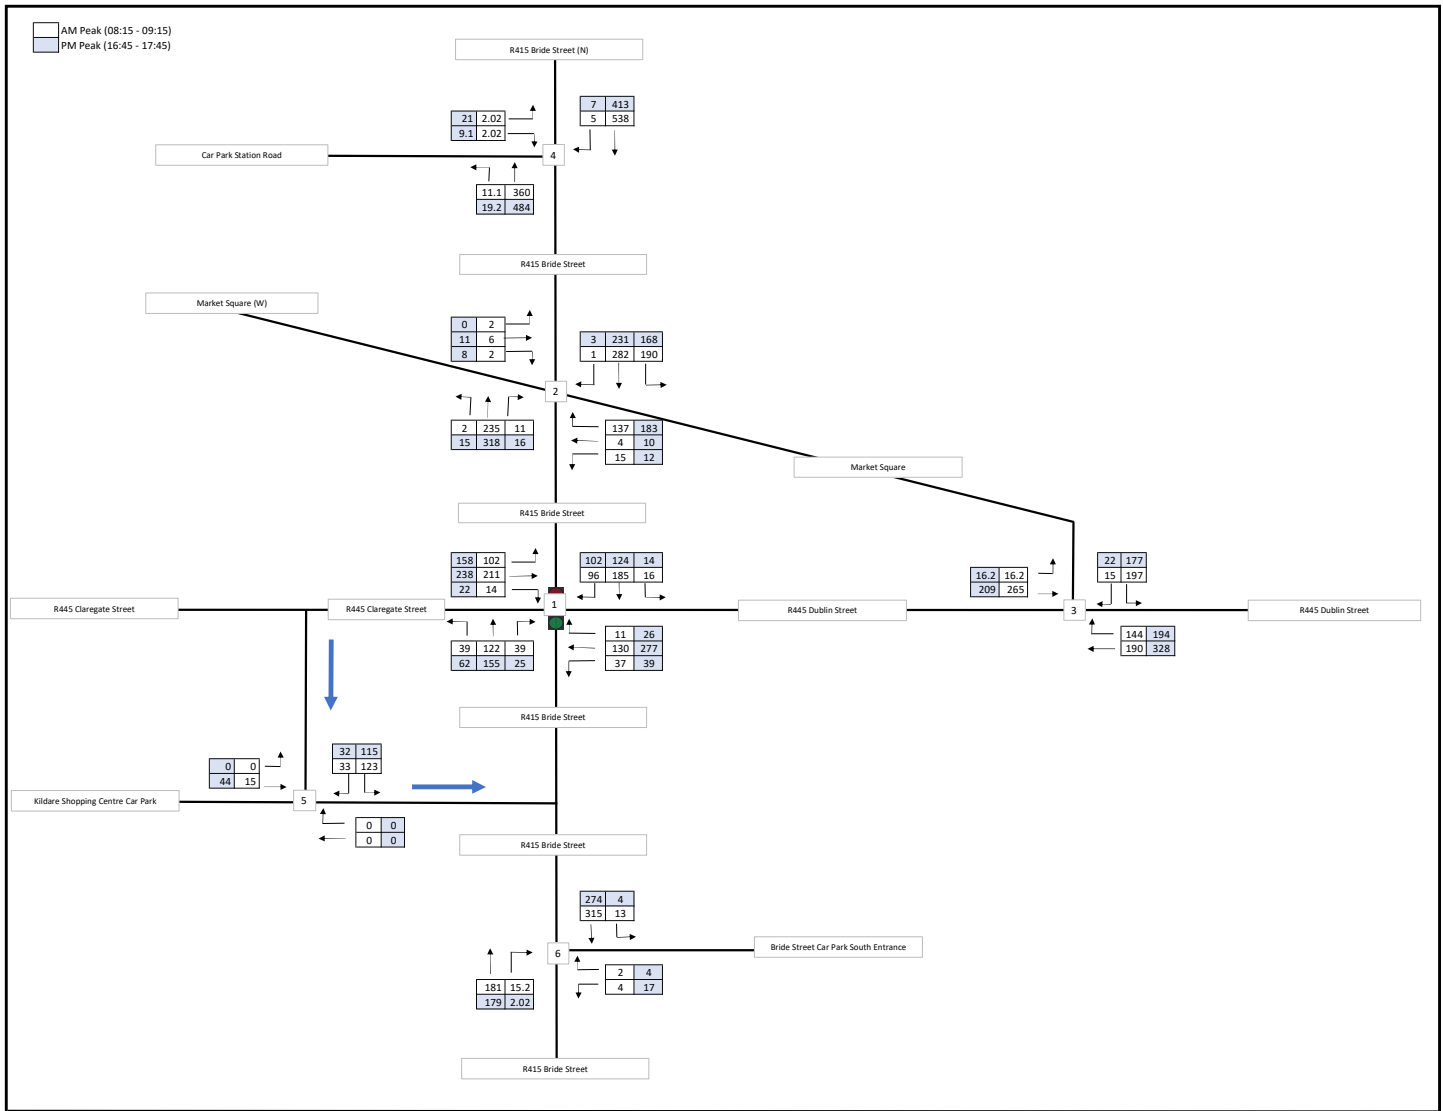 AM Peak (08:15 - 09:15)
PM Peak (16:45 - 17:45)
R415 Bride Street (N)
7 413
5 538
21 2.02
9.1 2.02
Car Park Station Road
4
11.1 360
19.2 484
R415 Bride Street
Market Square (W)
0 2
11 6
8 2
3 231 168
1 282 190
2
2 235 11
15 318 16
137 183
4 10
15 12
Market Square
R415 Bride Street
158 102
238 211
22 14
102 124 14
96 185 16
16.2 16.2
209 265
22 177
15 197
R445 Claregate Street
R445 Claregate Street
1
R445 Dublin Street
3
R445 Dublin Street
39 122 39
62 155 25
11 26
130 277
37 39
144 194
190 328
R415 Bride Street
0 0
44 15
32 115
33 123
Kildare Shopping Centre Car Park
5
0 0
0 0
R415 Bride Street
274 4
315 13
6
Bride Street Car Park South Entrance
181 15.2
179 2.02
2 4
4 17
R415 Bride Street